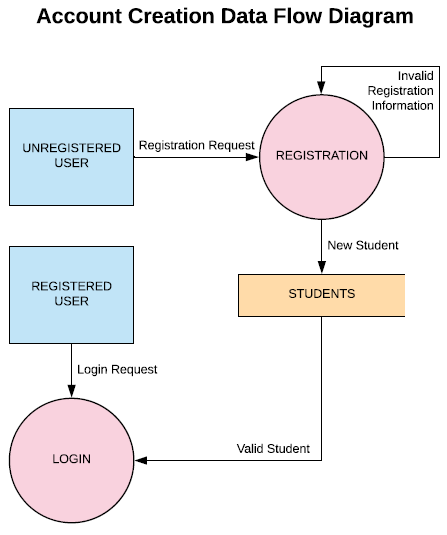 Account Creation Data Flow Diagram
Invalid
Registration
Information
UNREGISTERED
USER
Registration Request
REGISTRATION
New Student
REGISTERED
USER
STUDENTS
Login Request
Valid Student
LOGIN